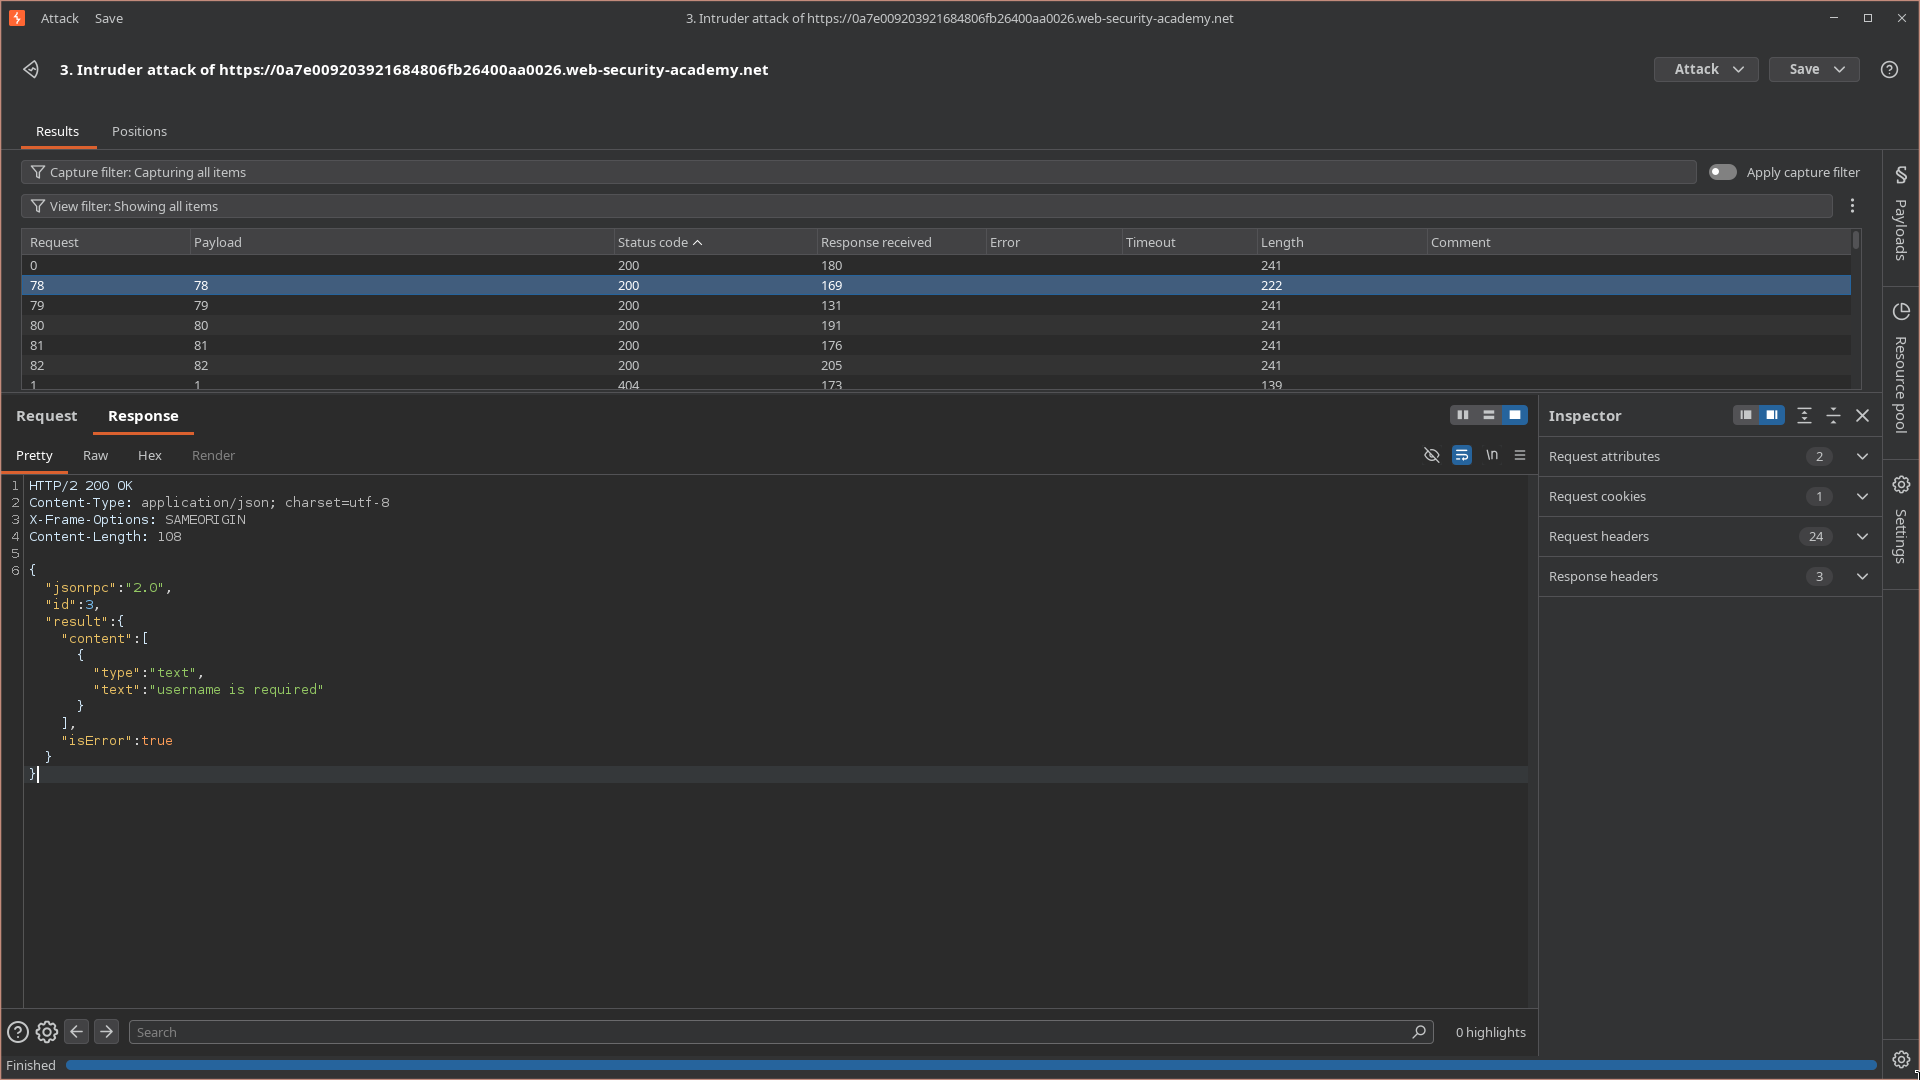 Attack Save 3. Intruder attack of https://0a7e009203921684806fb26400aa0026.web-security-academy.net
3. Intruder attack of https://0a7e009203921684806fb26400aa0026.web-security-academy.net Attack Save
Results Positions
Capture filter: Capturing all items Apply capture filter
View filter: Showing all items
Request Payload Status code Response received Error Timeout Length Comment
0 200 180 241
78 78 200 169 222
79 79 200 131 241
80 80 200 191 241
81 81 200 176 241
82 82 200 205 241
1 1 404 173 139
Request Response
Pretty Raw Hex Render \n
1 HTTP/2 200 OK
2 Content-Type: application/json; charset=utf-8
3 X-Frame-Options: SAMEORIGIN
4 Content-Length: 108
5
6 {
"jsonrpc":"2.0",
"id":3,
"result":{
"content":[
{
"type":"text",
"text":"username is required"
}
],
"isError":true
}
}
Search 0 highlights
Finished
Inspector
Request attributes 2
Request cookies 1
Request headers 24
Response headers 3
Payloads
Resource pool
Settings